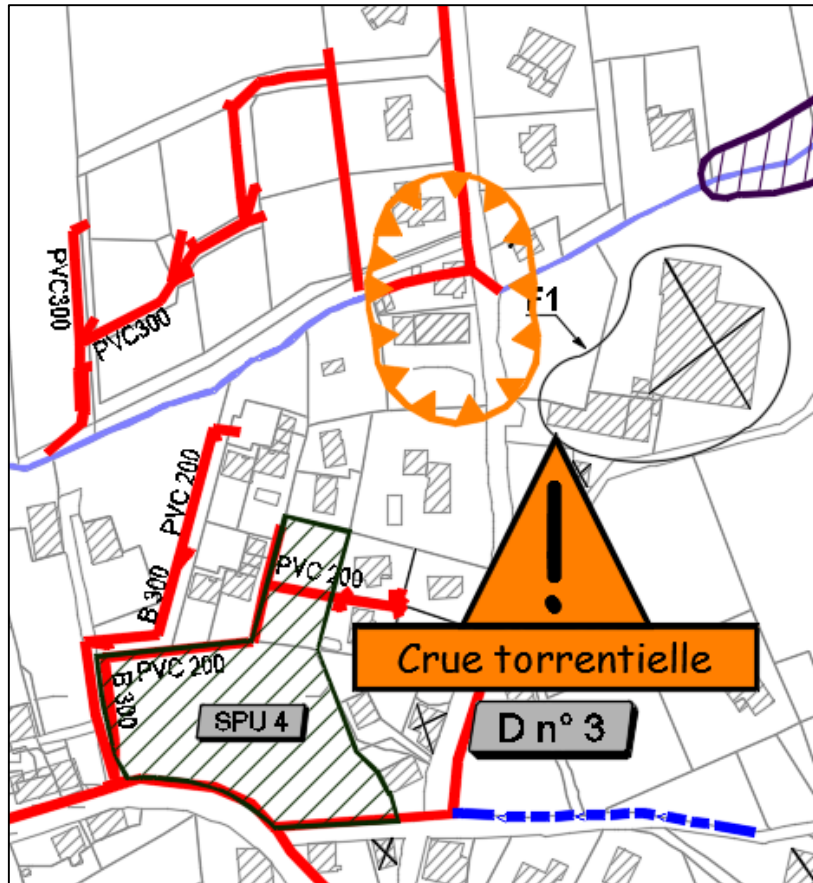 PVC300
PVC300
F1
PVC 200
B 300
PVC 200
PVC 200
B 300
SPU 4
!
Crue torrentielle
D n° 3